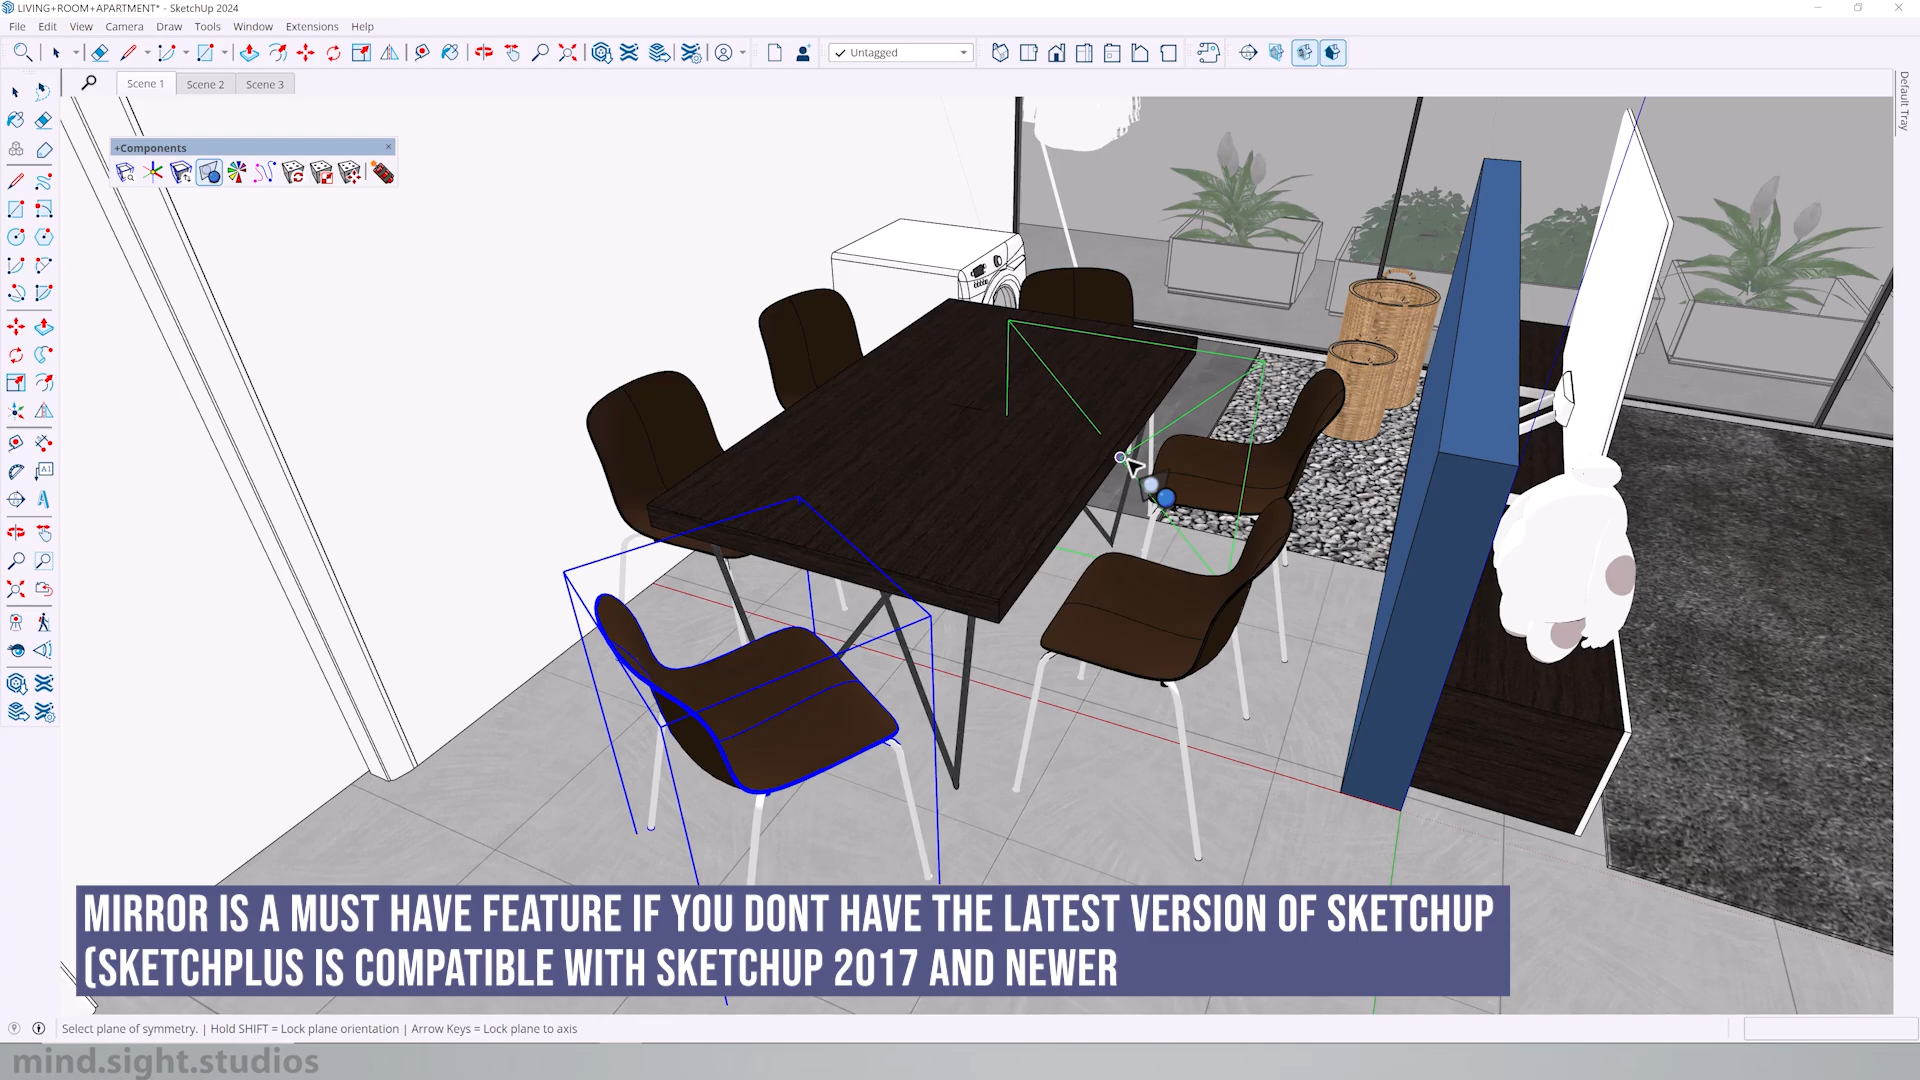 LIVING+ROOM+APARTMENT* - SketchUp 2024
File Edit Camera Draw Tools Window Extensions Help
Untagged
Scene 1 Scene 2 Scene 3
Default Tray
+Components
MIRROR IS A MUST HAVE FEATURE IF YOU DONT HAVE THE LATEST VERSION OF SKETCHUP
(SKETCHPLUS IS COMPATIBLE WITH SKETCHUP 2017 AND NEWER
Select plane of symmetry. | Hold SHIFT = Lock plane orientation | Arrow Keys = Lock plane to axis
mind.sight.studios